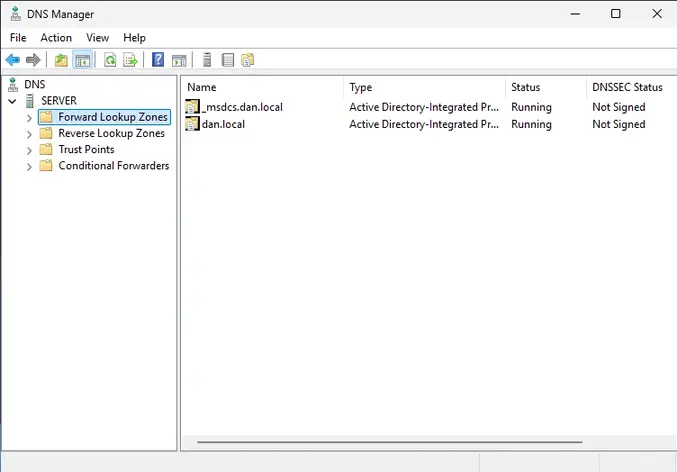 DNS Manager
File Action View Help
DNS
SERVER
Forward Lookup Zones
Reverse Lookup Zones
Trust Points
Conditional Forwarders
Name Type Status DNSSEC Status
_msdcs.dan.local Active Directory-Integrated Pr... Running Not Signed
dan.local Active Directory-Integrated Pr... Running Not Signed